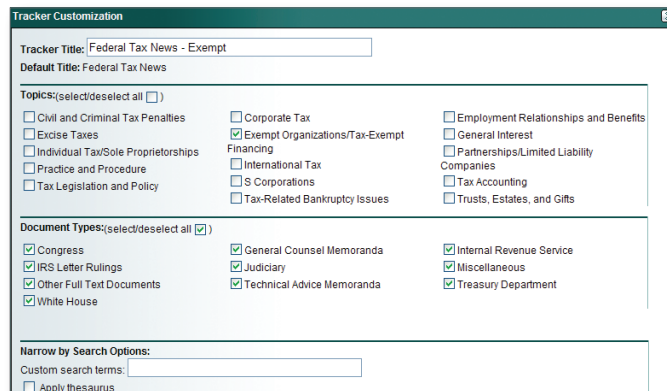 Tracker Customization
Tracker Title: Federal Tax News - Exempt
Default Title: Federal Tax News
Topics:(select/deselect all )
Civil and Criminal Tax Penalties
Excise Taxes
Individual Tax/Sole Proprietorships
Practice and Procedure
Tax Legislation and Policy
Corporate Tax
Exempt Organizations/Tax-Exempt
Financing
International Tax
S Corporations
Tax-Related Bankruptcy Issues
Employment Relationships and Benefits
General Interest
Partnerships/Limited Liability
Companies
Tax Accounting
Trusts, Estates, and Gifts
Document Types:(select/deselect all )
Congress
IRS Letter Rulings
Other Full Text Documents
White House
General Counsel Memoranda
Judiciary
Technical Advice Memoranda
Internal Revenue Service
Miscellaneous
Treasury Department
Narrow by Search Options:
Custom search terms:
Apply thesaurus